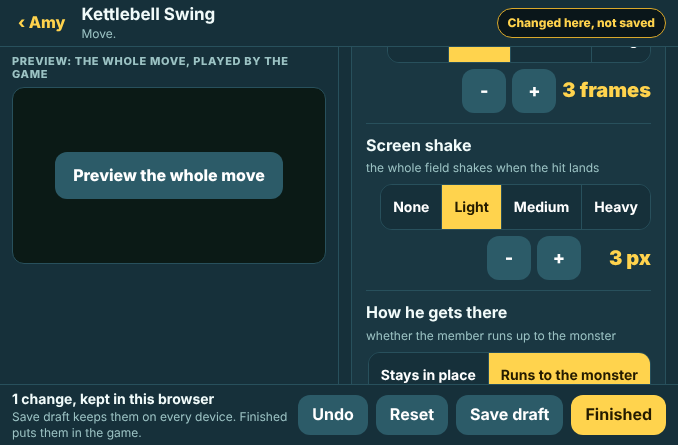 ‹ Amy
Kettlebell Swing
Move.
Changed here, not saved
PREVIEW: THE WHOLE MOVE, PLAYED BY THE
GAME
Preview the whole move
-
+
3 frames
Screen shake
the whole field shakes when the hit lands
None
Light
Medium
Heavy
-
+
3 px
How he gets there
whether the member runs up to the monster
Stays in place
Runs to the monster
1 change, kept in this browser
Save draft keeps them on every device. Finished
puts them in the game.
Undo
Reset
Save draft
Finished